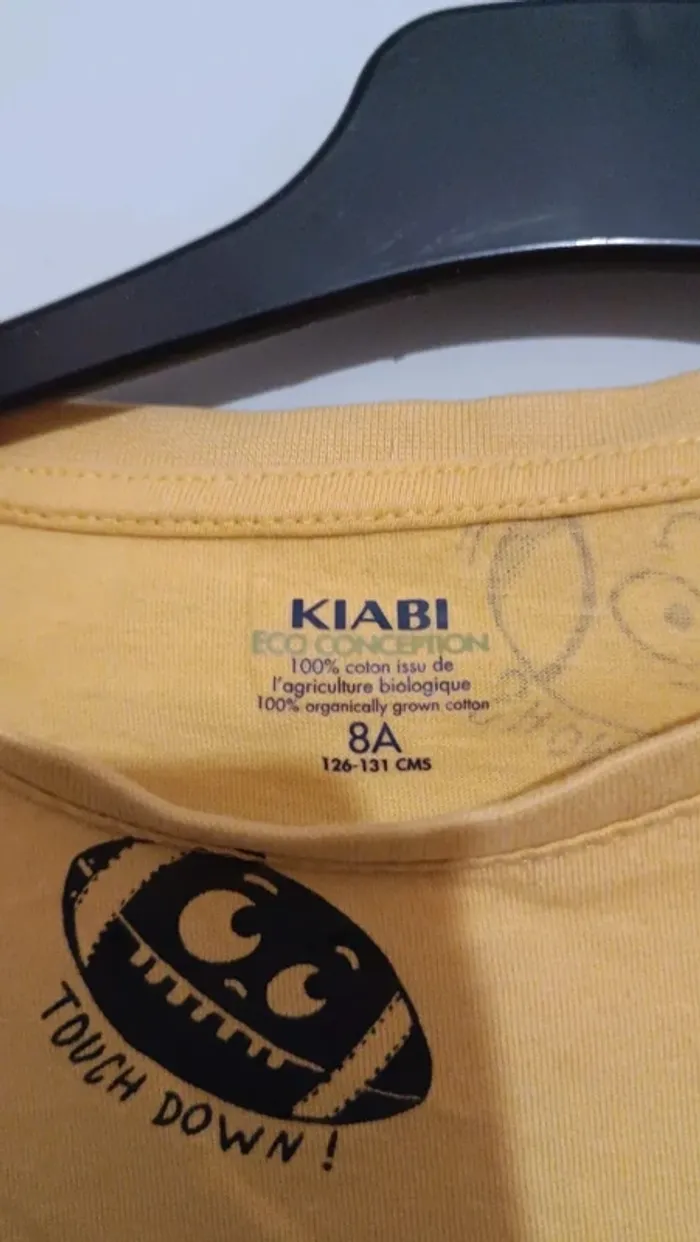 KIABI
ECO CONCEPTION
100% coton issu de
l'agriculture biologique
100% organically grown cotton
8A
126-131 CMS
TOUCH DOWN !